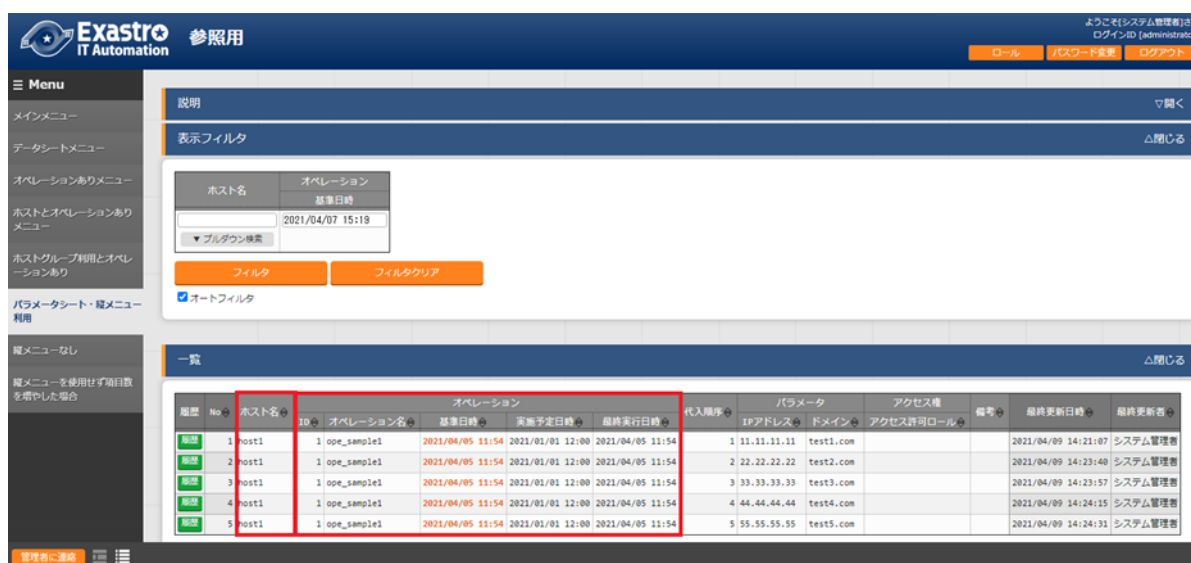 Exastro
IT Automation
参照用
ようこそ[システム管理者]さ
ログインID [administrato
ロール
パスワード変更
ログアウト
Menu
メインメニュー
データシートメニュー
オペレーションありメニュー
ホストとオペレーションあり
メニュー
ホストグループ利用とオペレ
ーションあり
パラメータシート・縦メニュー
利用
縦メニューなし
縦メニューを使用せず項目数
を増やした場合
説明
▽開く
表示フィルタ
△閉じる
ホスト名
オペレーション
基準日時
2021/04/07 15:19
▼ プルダウン検索
フィルタ
フィルタクリア
オートフィルタ
一覧
△閉じる
履歴 No ホスト名 オペレーション 代入順序 パラメータ アクセス権 備考 最終更新日時 最終更新者
ID オペレーション名 基準日時 実施予定日時 最終実行日時 IPアドレス ドメイン アクセス許可ロール
履歴 1 host1 1 ope_sample1 2021/04/05 11:54 2021/01/01 12:00 2021/04/05 11:54 1 11.11.11.11 test1.com 2021/04/09 14:21:07 システム管理者
履歴 2 host1 1 ope_sample1 2021/04/05 11:54 2021/01/01 12:00 2021/04/05 11:54 2 22.22.22.22 test2.com 2021/04/09 14:23:40 システム管理者
履歴 3 host1 1 ope_sample1 2021/04/05 11:54 2021/01/01 12:00 2021/04/05 11:54 3 33.33.33.33 test3.com 2021/04/09 14:23:57 システム管理者
履歴 4 host1 1 ope_sample1 2021/04/05 11:54 2021/01/01 12:00 2021/04/05 11:54 4 44.44.44.44 test4.com 2021/04/09 14:24:15 システム管理者
履歴 5 host1 1 ope_sample1 2021/04/05 11:54 2021/01/01 12:00 2021/04/05 11:54 5 55.55.55.55 test5.com 2021/04/09 14:24:31 システム管理者
管理者に連絡